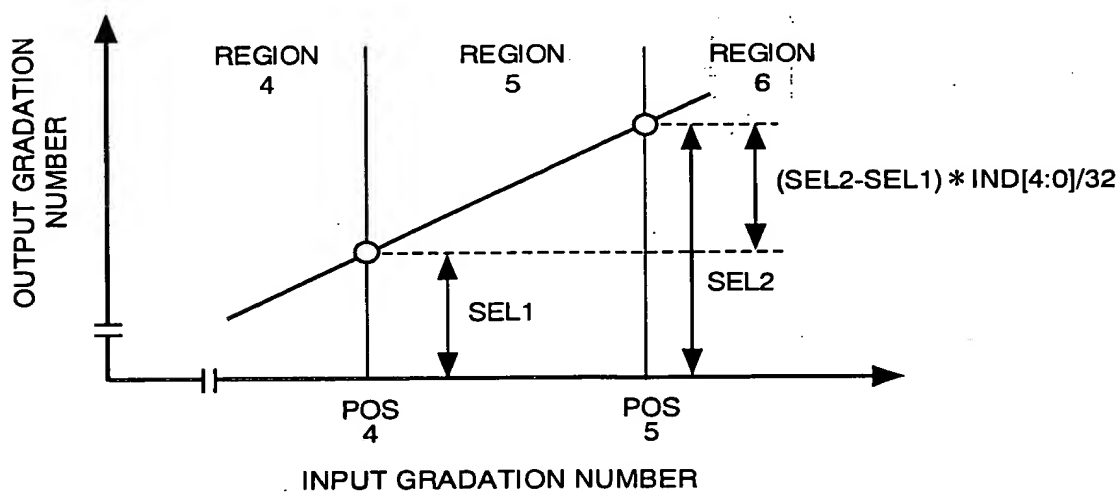 OUTPUT GRADATION
NUMBER
REGION
4
REGION
5
REGION
6
(SEL2-SEL1) * IND[4:0]/32
SEL2
SEL1
POS
4
POS
5
INPUT GRADATION NUMBER